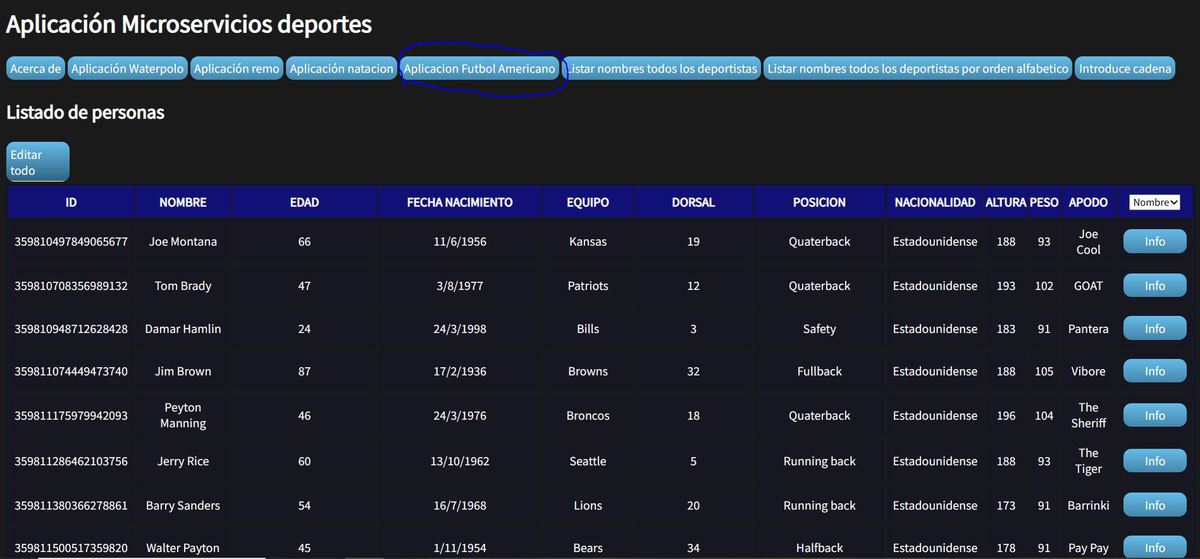 Aplicación Microservicios deportes
Acerca de Aplicación Waterpolo Aplicación remo Aplicación natacion Aplicacion Futbol Americano Listar nombres todos los deportistas Listar nombres todos los deportistas por orden alfabetico Introduce cadena
Listado de personas
Editar
todo
ID NOMBRE EDAD FECHA NACIMIENTO EQUIPO DORSAL POSICION NACIONALIDAD ALTURA PESO APODO Nombre
359810497849065677 Joe Montana 66 11/6/1956 Kansas 19 Quaterback Estadounidense 188 93 Joe Cool Info
359810708356989132 Tom Brady 47 3/8/1977 Patriots 12 Quaterback Estadounidense 193 102 GOAT Info
359810948712628428 Damar Hamlin 24 24/3/1998 Bills 3 Safety Estadounidense 183 91 Pantera Info
359811074449473740 Jim Brown 87 17/2/1936 Browns 32 Fullback Estadounidense 188 105 Vibore Info
359811175979942093 Peyton Manning 46 24/3/1976 Broncos 18 Quaterback Estadounidense 196 104 The Sheriff Info
359811286462103756 Jerry Rice 60 13/10/1962 Seattle 5 Running back Estadounidense 188 93 The Tiger Info
359811380366278861 Barry Sanders 54 16/7/1968 Lions 20 Running back Estadounidense 173 91 Barrinki Info
359811500517359820 Walter Payton 45 1/11/1954 Bears 34 Halfback Estadounidense 178 91 Pay Pay Info